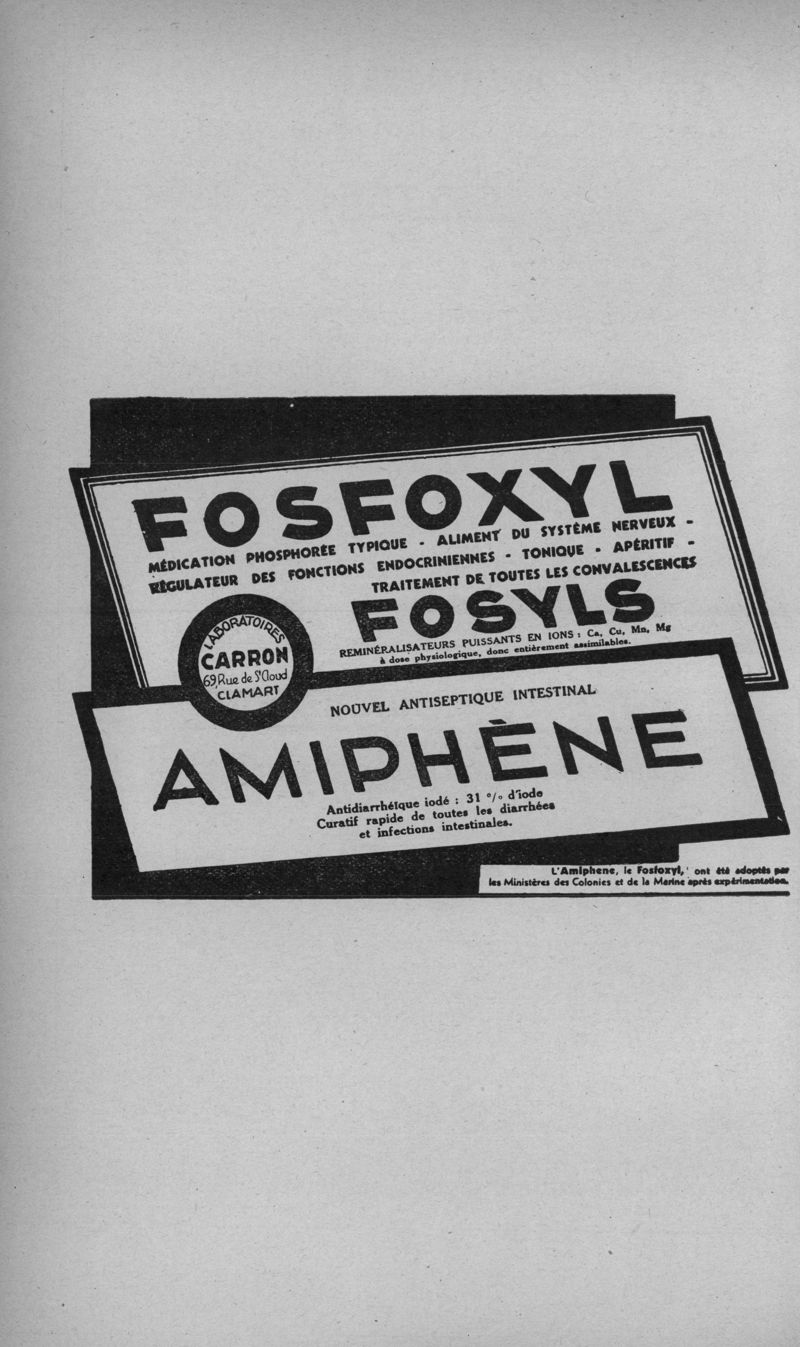 FOSFOXYL
MÉDICATION PHOSPHORÉE TYPIQUE - ALIMENT DU SYSTÈME NERVEUX -
RÉGULATEUR DES FONCTIONS ENDOCRINIENNES - TONIQUE - APÉRITIF -
TRAITEMENT DE TOUTES LES CONVALESCENCES
FOSYLS
REMINÉRALISATEURS PUISSANTS EN IONS : Ca, Cu, Mn, Mg
à dose physiologique, donc entièrement assimilables.
LABORATOIRES
CARRON
69, Rue de St Cloud
CLAMART
NOUVEL ANTISEPTIQUE INTESTINAL
AMIPHÈNE
Antidiarrhéïque iodé : 31 % d'iode
Curatif rapide de toutes les diarrhées
et infections intestinales.
L'Amiphene, le Fosfoxyl, ont été adoptés par
les Ministères des Colonies et de la Marine après expérimentation.